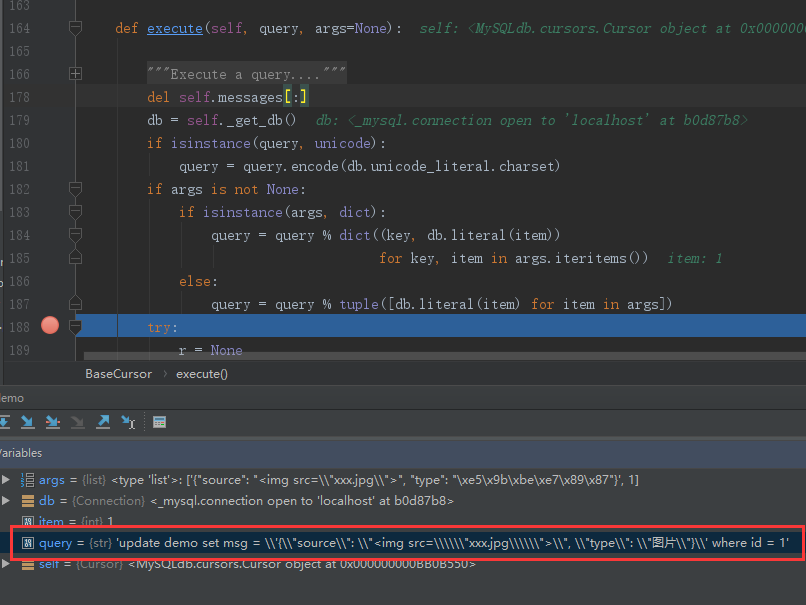 163
164 def execute(self, query, args=None): self: <MySQLdb.cursors.Cursor object at 0x0000000
165
166 """Execute a query...."""
178 del self.messages[:]
179 db = self._get_db() db: <_mysql.connection open to 'localhost' at b0d87b8>
180 if isinstance(query, unicode):
181 query = query.encode(db.unicode_literal.charset)
182 if args is not None:
183 if isinstance(args, dict):
184 query = query % dict((key, db.literal(item))
185 for key, item in args.iteritems()) item: 1
186 else:
187 query = query % tuple([db.literal(item) for item in args])
188 try:
189 r = None
BaseCursor execute()
emo
Variables
args = {list} <type 'list'>: ['{"source": "<img src=\\"xxx.jpg\\">", "type": "\xe5\x9b\xbe\xe7\x89\x87"}', 1]
db = {Connection} <_mysql.connection open to 'localhost' at b0d87b8>
item = {int} 1
query = {str} 'update demo set msg = \\'{\\"source\\": \\"<img src=\\\\\\"xxx.jpg\\\\\\">\\", \\"type\\": \\"图片\\"}\\' where id = 1'
self = {Cursor} <MySQLdb.cursors.Cursor object at 0x000000000BB0B550>